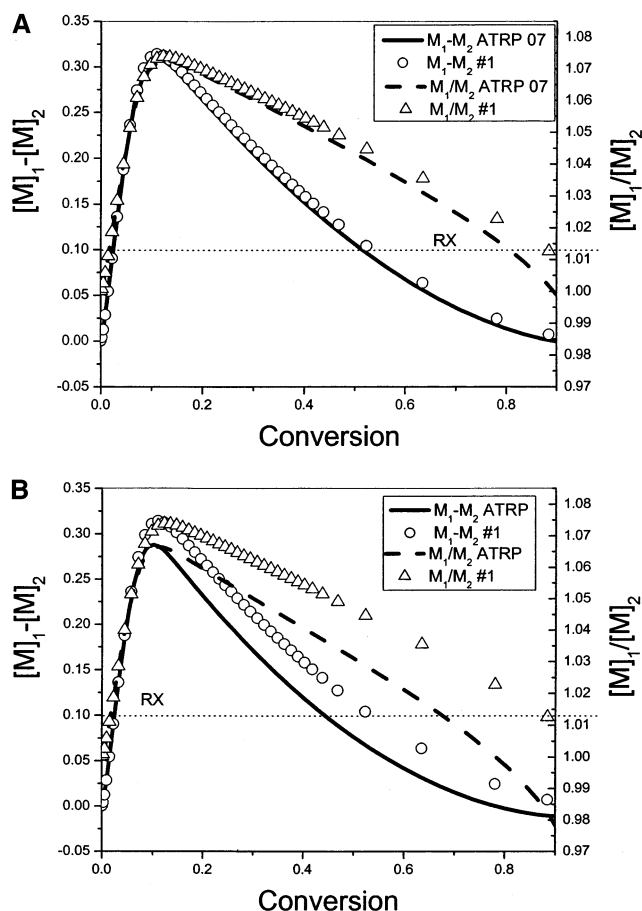 A
0.35
0.30
0.25
0.20
0.15
0.10
0.05
0.00
-0.05
[M]₁-[M]₂
M₁-M₂ ATRP 07
M₁-M₂ #1
M₁/M₂ ATRP 07
M₁/M₂ #1
RX
1.08
1.07
1.06
1.05
1.04
1.03
1.02
1.01
1.00
0.99
0.98
0.97
[M]₁/[M]₂
0.0 0.2 0.4 0.6 0.8
Conversion
B
0.35
0.30
0.25
0.20
0.15
0.10
0.05
0.00
-0.05
[M]₁-[M]₂
M₁-M₂ ATRP
M₁-M₂ #1
M₁/M₂ ATRP
M₁/M₂ #1
RX
1.08
1.07
1.06
1.05
1.04
1.03
1.02
1.01
1.00
0.99
0.98
0.97
[M]₁/[M]₂
0.0 0.2 0.4 0.6 0.8
Conversion